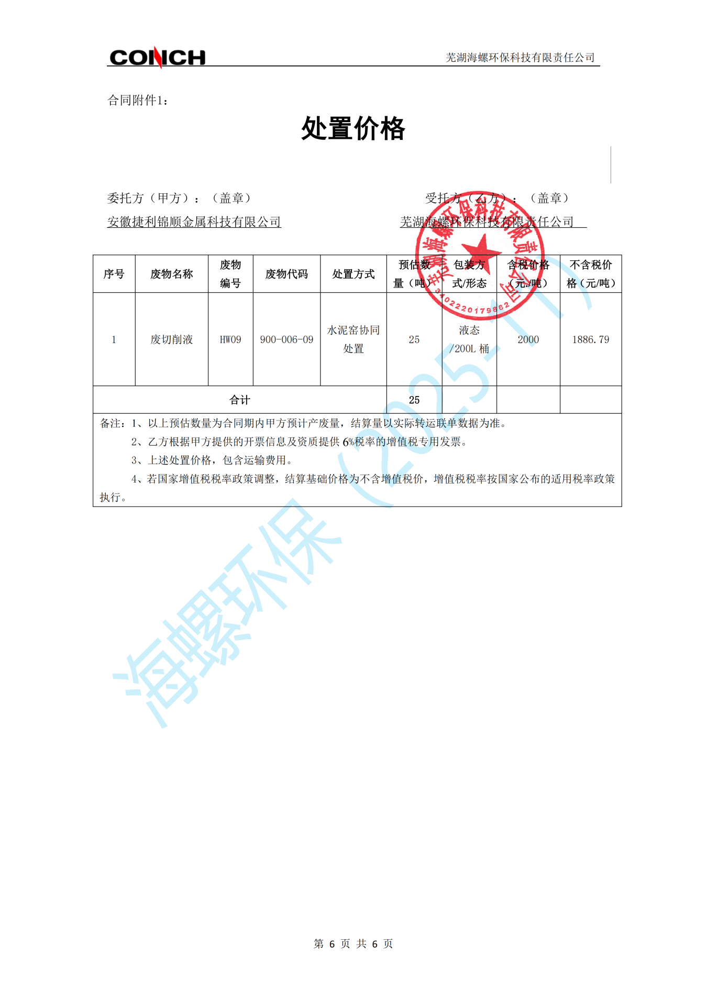 CONCH
芜湖海螺环保科技有限责任公司
合同附件1：
处置价格
委托方（甲方）：（盖章）
受托方（乙方）：（盖章）
安徽捷利锦顺金属科技有限公司
芜湖海螺环保科技有限责任公司
芜湖海螺环保科技有限责任公司
3402220179882
序号 废物名称 废物编号 废物代码 处置方式 预估数量（吨） 包装方式/形态 含税价格（元/吨） 不含税价格（元/吨）
1 废切削液 HW09 900-006-09 水泥窑协同处置 25 液态/200L 桶 2000 1886.79
合计 25
备注：1、以上预估数量为合同期内甲方预计产废量，结算量以实际转运联单数据为准。
2、乙方根据甲方提供的开票信息及资质提供 6%税率的增值税专用发票。
3、上述处置价格，包含运输费用。
4、若国家增值税税率政策调整，结算基础价格为不含增值税价，增值税税率按国家公布的适用税率政策
执行。
海螺环保（2025-11）
第 6 页 共 6 页